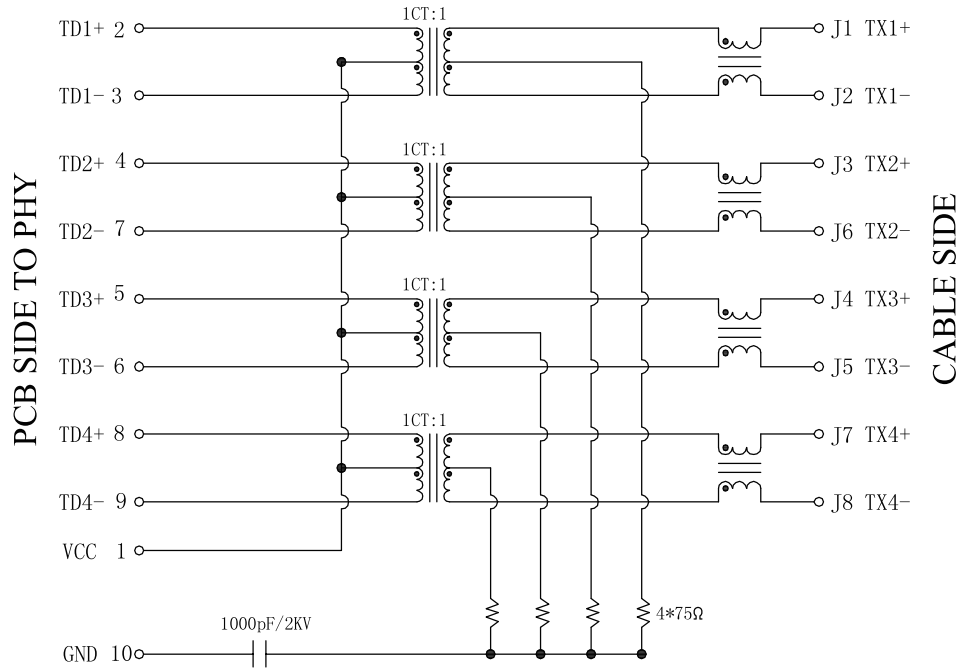 1CT:1
TD1+ 2
J1 TX1+
TD1- 3
J2 TX1-
1CT:1
TD2+ 4
J3 TX2+
TD2- 7
J6 TX2-
PCB SIDE TO PHY
CABLE SIDE
1CT:1
TD3+ 5
J4 TX3+
TD3- 6
J5 TX3-
1CT:1
TD4+ 8
J7 TX4+
TD4- 9
J8 TX4-
VCC 1
4*75Ω
1000pF/2KV
GND 10